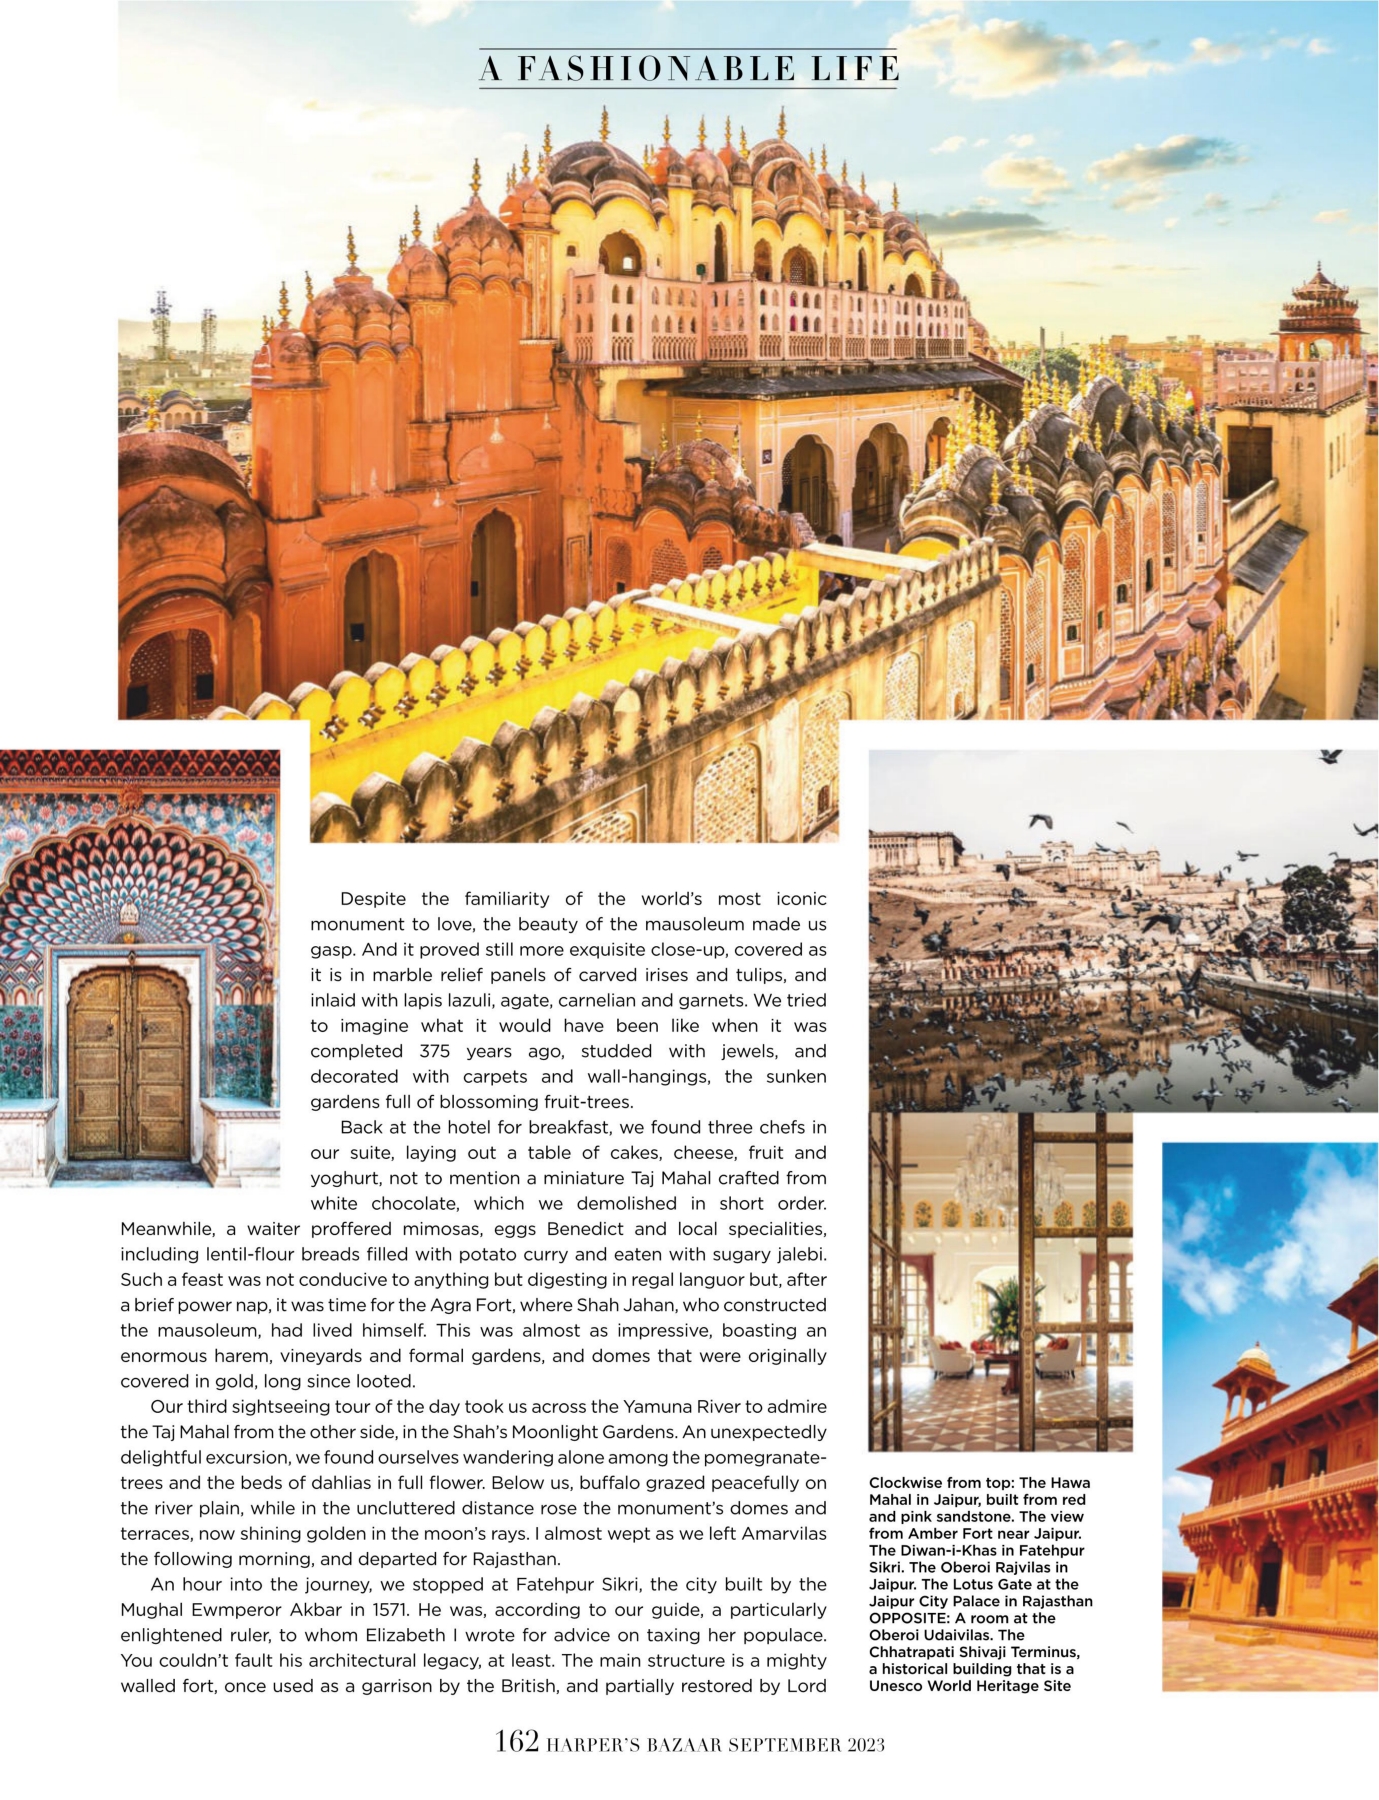 A FASHIONABLE LIFE
Despite the familiarity of the world’s most iconic
monument to love, the beauty of the mausoleum made us
gasp. And it proved still more exquisite close-up, covered as
it is in marble relief panels of carved irises and tulips, and
inlaid with lapis lazuli, agate, carnelian and garnets. We tried
to imagine what it would have been like when it was
completed 375 years ago, studded with jewels, and
decorated with carpets and wall-hangings, the sunken
gardens full of blossoming fruit-trees.
Back at the hotel for breakfast, we found three chefs in
our suite, laying out a table of cakes, cheese, fruit and
yoghurt, not to mention a miniature Taj Mahal crafted from
white chocolate, which we demolished in short order.
Meanwhile, a waiter proffered mimosas, eggs Benedict and local specialities,
including lentil-flour breads filled with potato curry and eaten with sugary jalebi.
Such a feast was not conducive to anything but digesting in regal languor but, after
a brief power nap, it was time for the Agra Fort, where Shah Jahan, who constructed
the mausoleum, had lived himself. This was almost as impressive, boasting an
enormous harem, vineyards and formal gardens, and domes that were originally
covered in gold, long since looted.
Our third sightseeing tour of the day took us across the Yamuna River to admire
the Taj Mahal from the other side, in the Shah’s Moonlight Gardens. An unexpectedly
delightful excursion, we found ourselves wandering alone among the pomegranate-
trees and the beds of dahlias in full flower. Below us, buffalo grazed peacefully on
the river plain, while in the uncluttered distance rose the monument’s domes and
terraces, now shining golden in the moon’s rays. I almost wept as we left Amarvilas
the following morning, and departed for Rajasthan.
An hour into the journey, we stopped at Fatehpur Sikri, the city built by the
Mughal Ewmperor Akbar in 1571. He was, according to our guide, a particularly
enlightened ruler, to whom Elizabeth I wrote for advice on taxing her populace.
You couldn’t fault his architectural legacy, at least. The main structure is a mighty
walled fort, once used as a garrison by the British, and partially restored by Lord
Clockwise from top: The Hawa
Mahal in Jaipur, built from red
and pink sandstone. The view
from Amber Fort near Jaipur.
The Diwan-i-Khas in Fatehpur
Sikri. The Oberoi Rajvilas in
Jaipur. The Lotus Gate at the
Jaipur City Palace in Rajasthan
OPPOSITE: A room at the
Oberoi Udaivilas. The
Chhatrapati Shivaji Terminus,
a historical building that is a
Unesco World Heritage Site
162 HARPER’S BAZAAR SEPTEMBER 2023